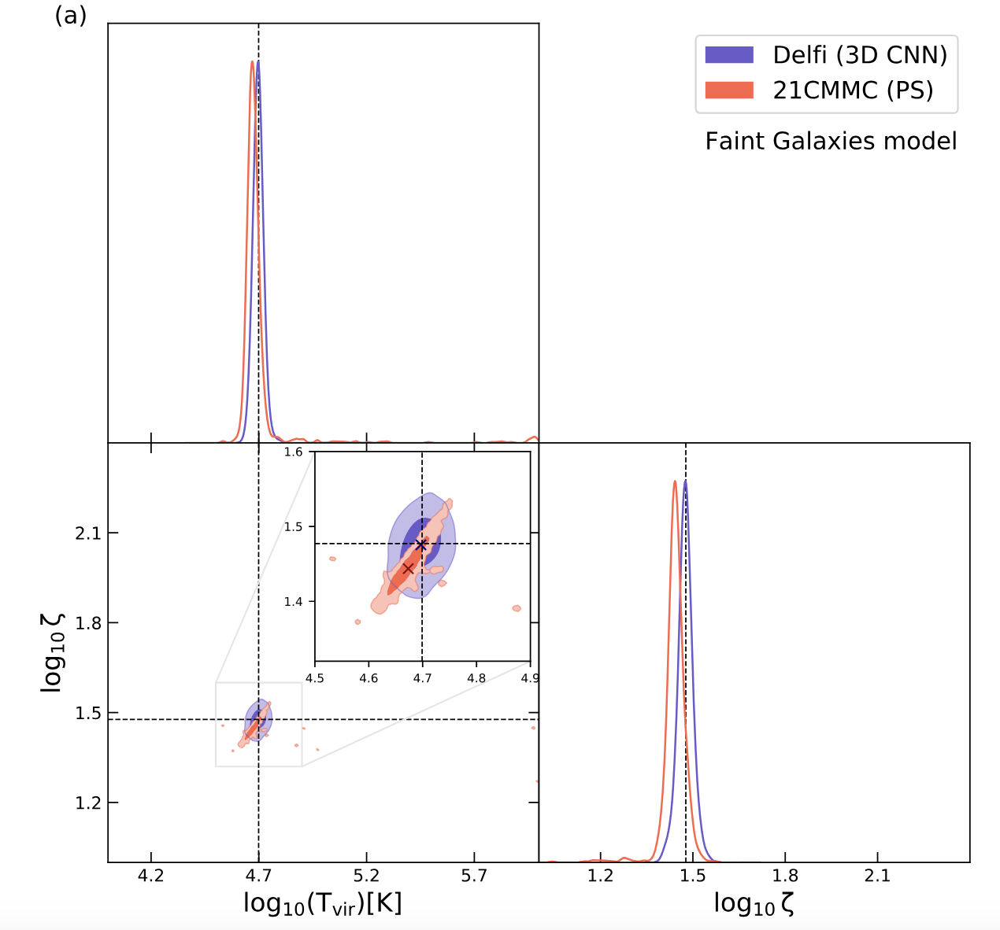 (a)
Delfi (3D CNN)
21CMMC (PS)
Faint Galaxies model
1.6
1.5
1.4
4.5 4.6 4.7 4.8 4.9
2.1
1.8
1.5
1.2
log₁₀ ζ
4.2 4.7 5.2 5.7
log₁₀(Tᵥᵢᵣ)[K]
1.2 1.5 1.8 2.1
log₁₀ ζ